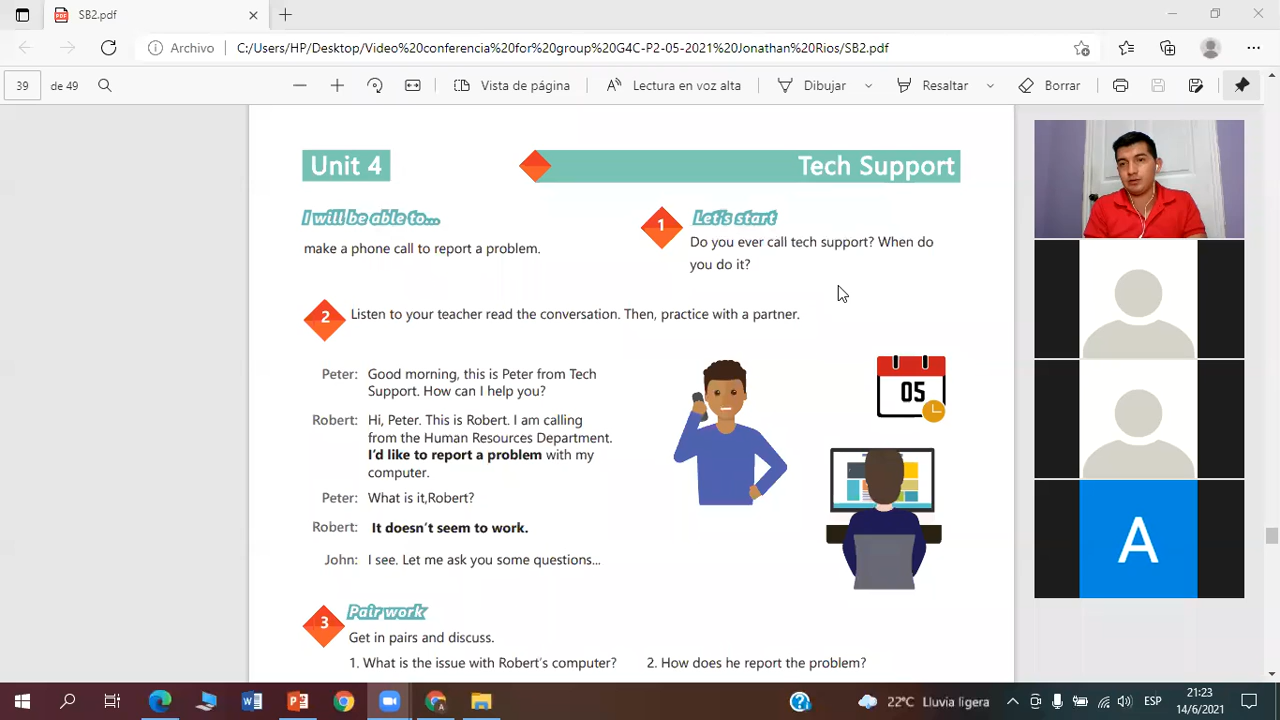 SB2.pdf
Archivo
C:/Users/HP/Desktop/Video%20conferencia%20for%20group%20G4C-P2-05-2021%20Jonathan%20Rios/SB2.pdf
39 de 49
Vista de página
Lectura en voz alta
Dibujar
Resaltar
Borrar
Unit 4
Tech Support
I will be able to...
make a phone call to report a problem.
1 Let's start
Do you ever call tech support? When do
you do it?
2 Listen to your teacher read the conversation. Then, practice with a partner.
Peter: Good morning, this is Peter from Tech
Support. How can I help you?
Robert: Hi, Peter. This is Robert. I am calling
from the Human Resources Department.
I'd like to report a problem with my
computer.
Peter: What is it,Robert?
Robert: It doesn't seem to work.
John: I see. Let me ask you some questions...
05
3 Pair work
Get in pairs and discuss.
1. What is the issue with Robert's computer?
2. How does he report the problem?
A
22°C Lluvia ligera
ESP
21:23
14/6/2021